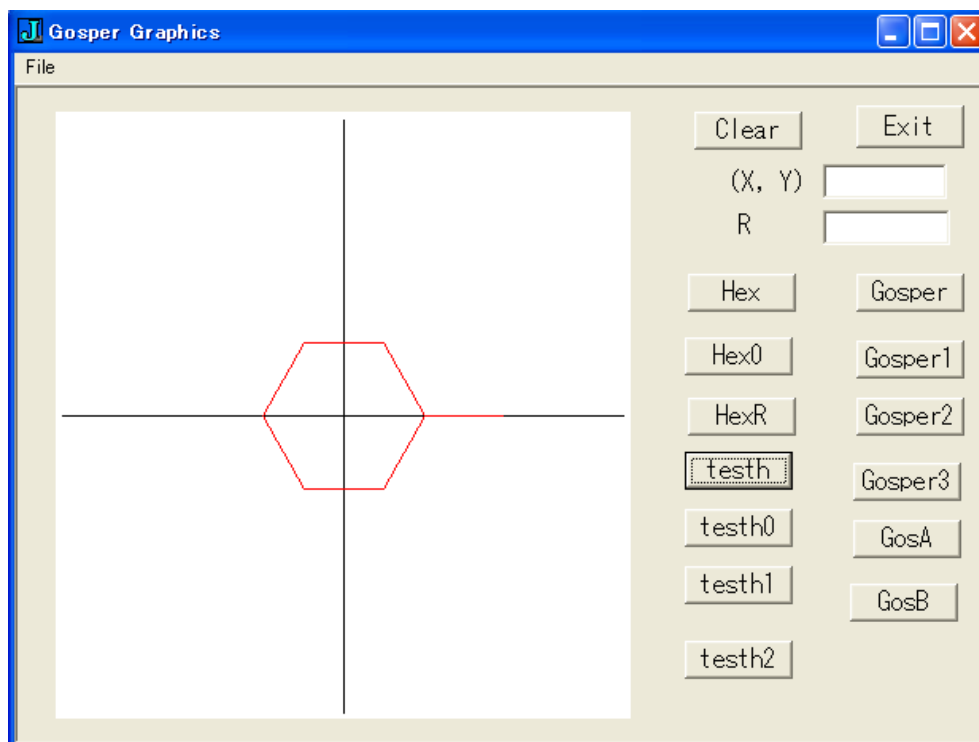 J Gosper Graphics
File
Clear
Exit
(X, Y)
R
Hex
Gosper
Hex0
Gosper1
HexR
Gosper2
testh
Gosper3
testh0
GosA
testh1
GosB
testh2